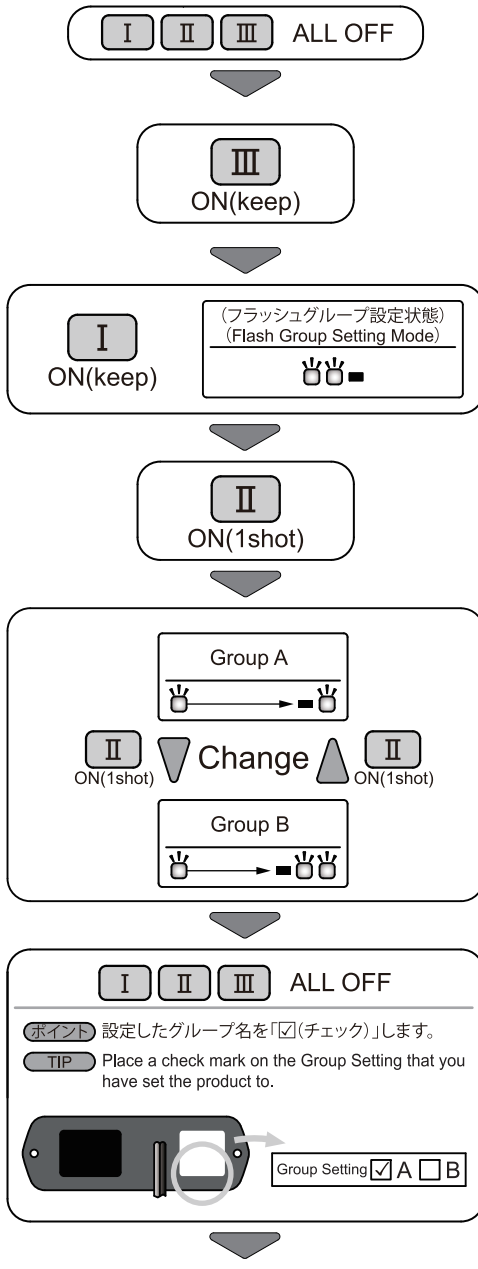 I II III ALL OFF
III
ON(keep)
I
ON(keep)
(フラッシュグループ設定状態)
(Flash Group Setting Mode)
II
ON(1shot)
Group A
II
ON(1shot)
Change
II
ON(1shot)
Group B
I II III ALL OFF
ポイント 設定したグループ名を「☑(チェック)」します。
TIP Place a check mark on the Group Setting that you
have set the product to.
Group Setting ☑ A ☐ B